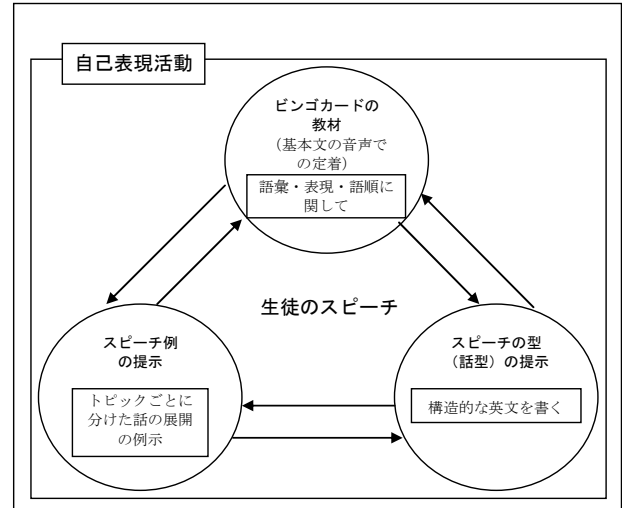 自己表現活動
ビンゴカードの
教材
（基本文の音声で
の定着）
語彙・表現・語順に
関して
生徒のスピーチ
スピーチ例
の提示
トピックごとに
分けた話の展開
の例示
スピーチの型
（話型）の提示
構造的な英文を書く